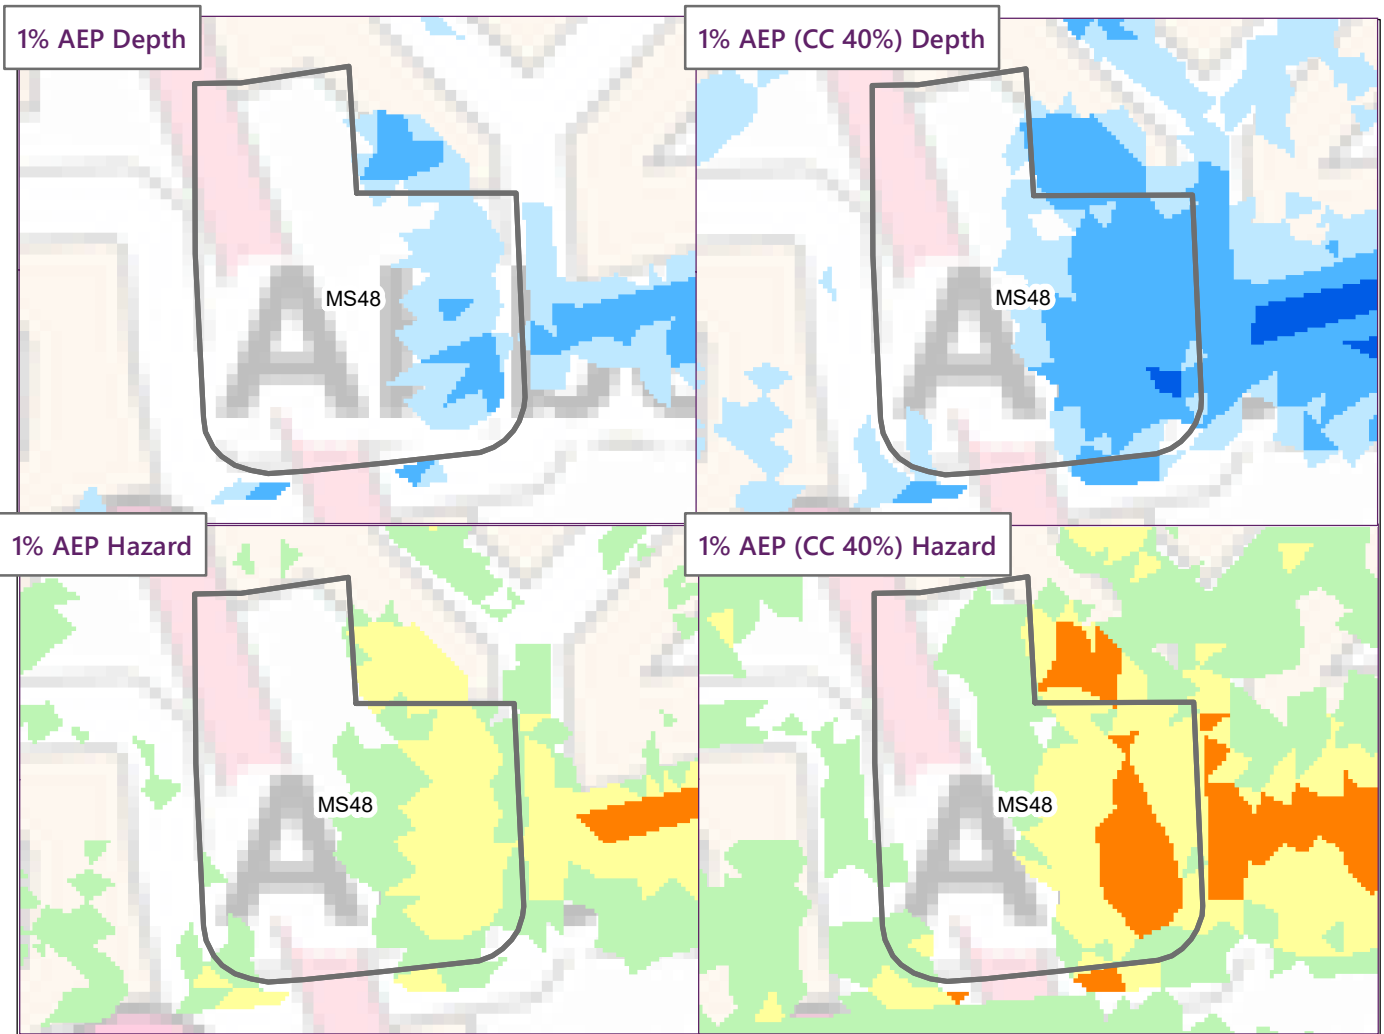 1% AEP Depth
1% AEP (CC 40%) Depth
MS48
MS48
1% AEP Hazard
1% AEP (CC 40%) Hazard
MS48
MS48